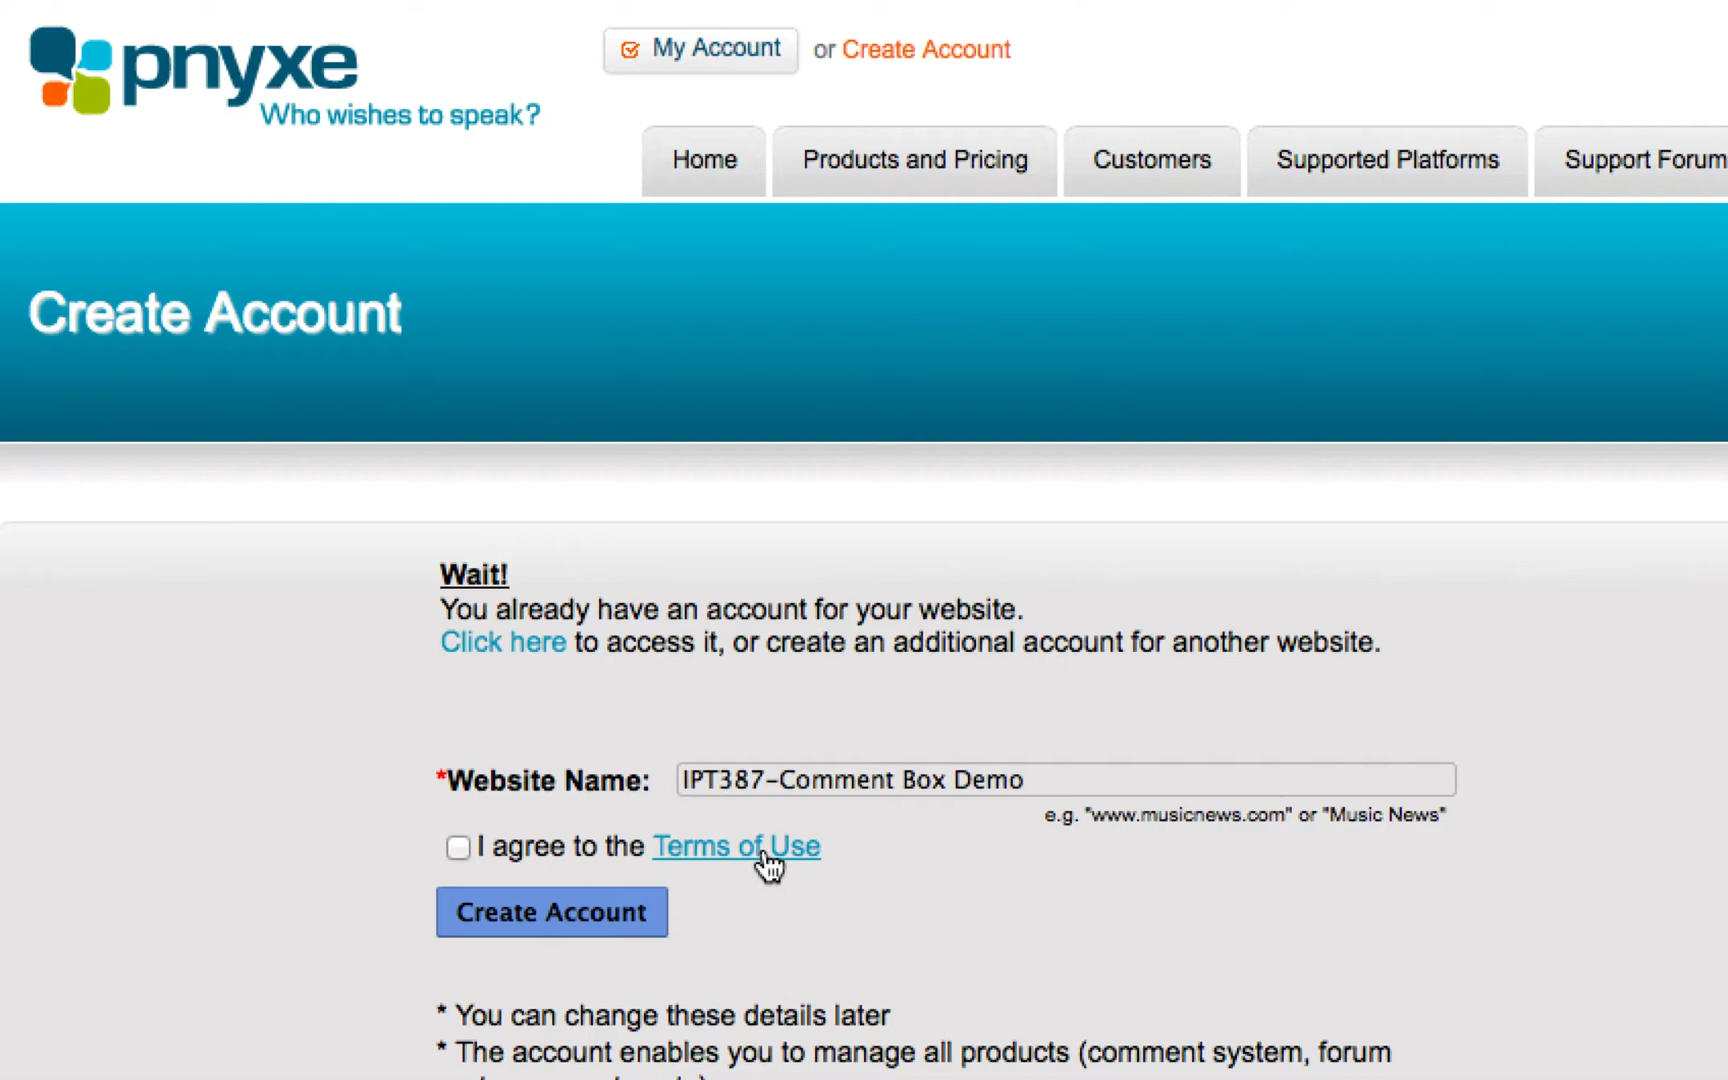 pnyxe
Who wishes to speak?
My Account or Create Account
Home Products and Pricing Customers Supported Platforms Support Forum
Create Account
Wait!
You already have an account for your website.
Click here to access it, or create an additional account for another website.
*Website Name: IPT387-Comment Box Demo
e.g. "www.musicnews.com" or "Music News"
I agree to the Terms of Use
Create Account
* You can change these details later
* The account enables you to manage all products (comment system, forum